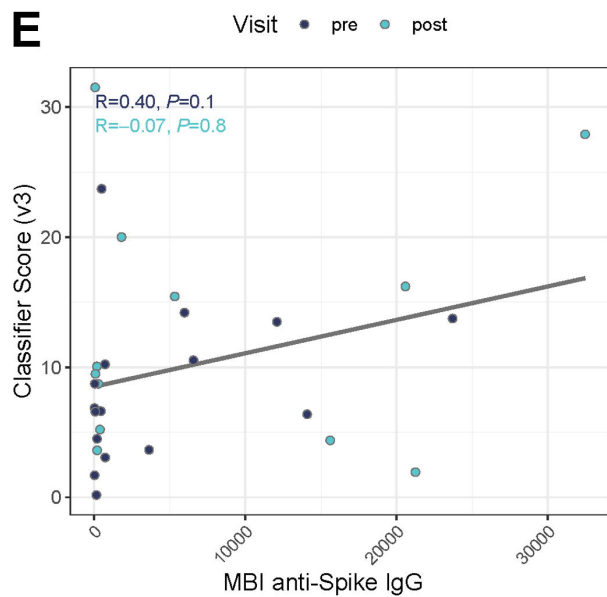 E
Visit pre post
R=0.40, P=0.1
R=−0.07, P=0.8
30
20
10
0
Classifier Score (v3)
0 10000 20000 30000
MBI anti-Spike IgG